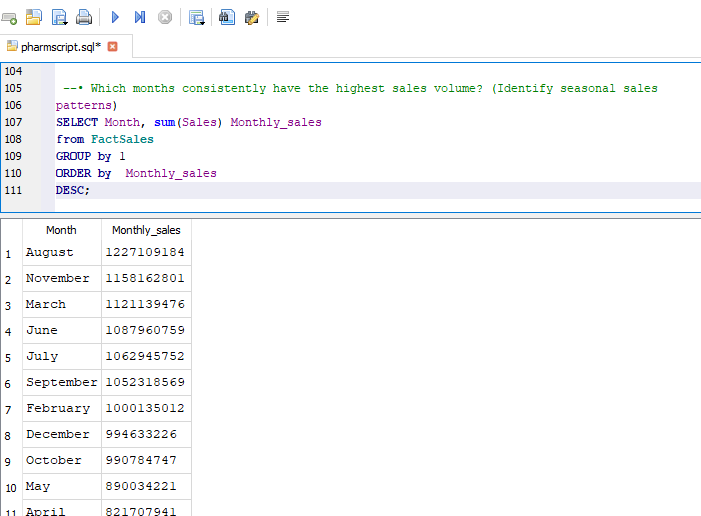 pharmscript.sql*
104
105 --• Which months consistently have the highest sales volume? (Identify seasonal sales
106 patterns)
107 SELECT Month, sum(Sales) Monthly_sales
108 from FactSales
109 GROUP by 1
110 ORDER by  Monthly_sales
111 DESC;
Month Monthly_sales
1 August 1227109184
2 November 1158162801
3 March 1121139476
4 June 1087960759
5 July 1062945752
6 September 1052318569
7 February 1000135012
8 December 994633226
9 October 990784747
10 May 890034221
11 April 821707941